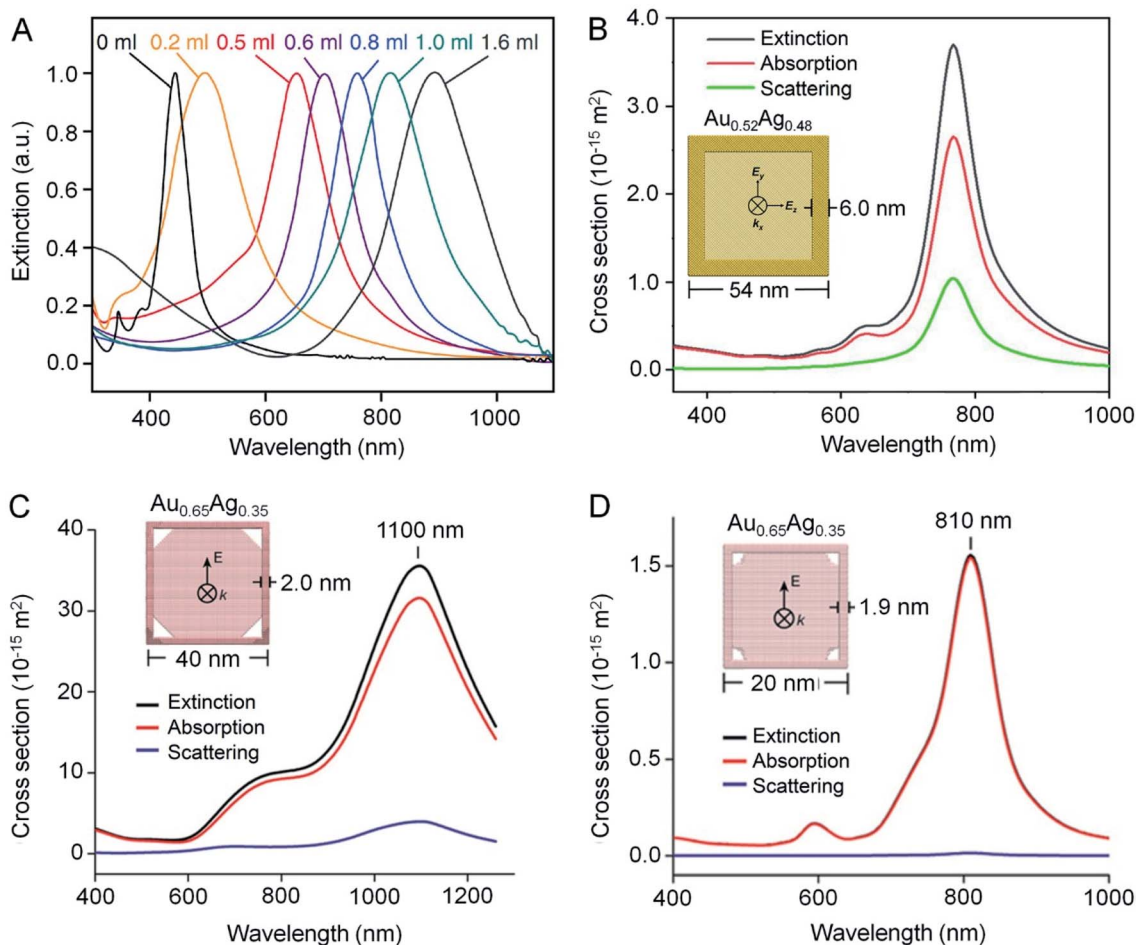 A
0 ml 0.2 ml 0.5 ml 0.6 ml 0.8 ml 1.0 ml 1.6 ml
Extinction (a.u.)
1.0
0.8
0.6
0.4
0.2
0.0
400 600 800 1000
Wavelength (nm)
B
Extinction
Absorption
Scattering
Au0.52Ag0.48
Ey
Ez
kx
6.0 nm
54 nm
Cross section (10-15 m2)
4.0
3.0
2.0
1.0
0.0
400 600 800 1000
Wavelength (nm)
C
Au0.65Ag0.35
1100 nm
E
k
2.0 nm
40 nm
Extinction
Absorption
Scattering
Cross section (10-15 m2)
40
30
20
10
0
400 600 800 1000 1200
Wavelength (nm)
D
Au0.65Ag0.35
810 nm
E
k
1.9 nm
20 nm
Extinction
Absorption
Scattering
Cross section (10-15 m2)
1.5
1.0
0.5
0.0
400 600 800 1000
Wavelength (nm)